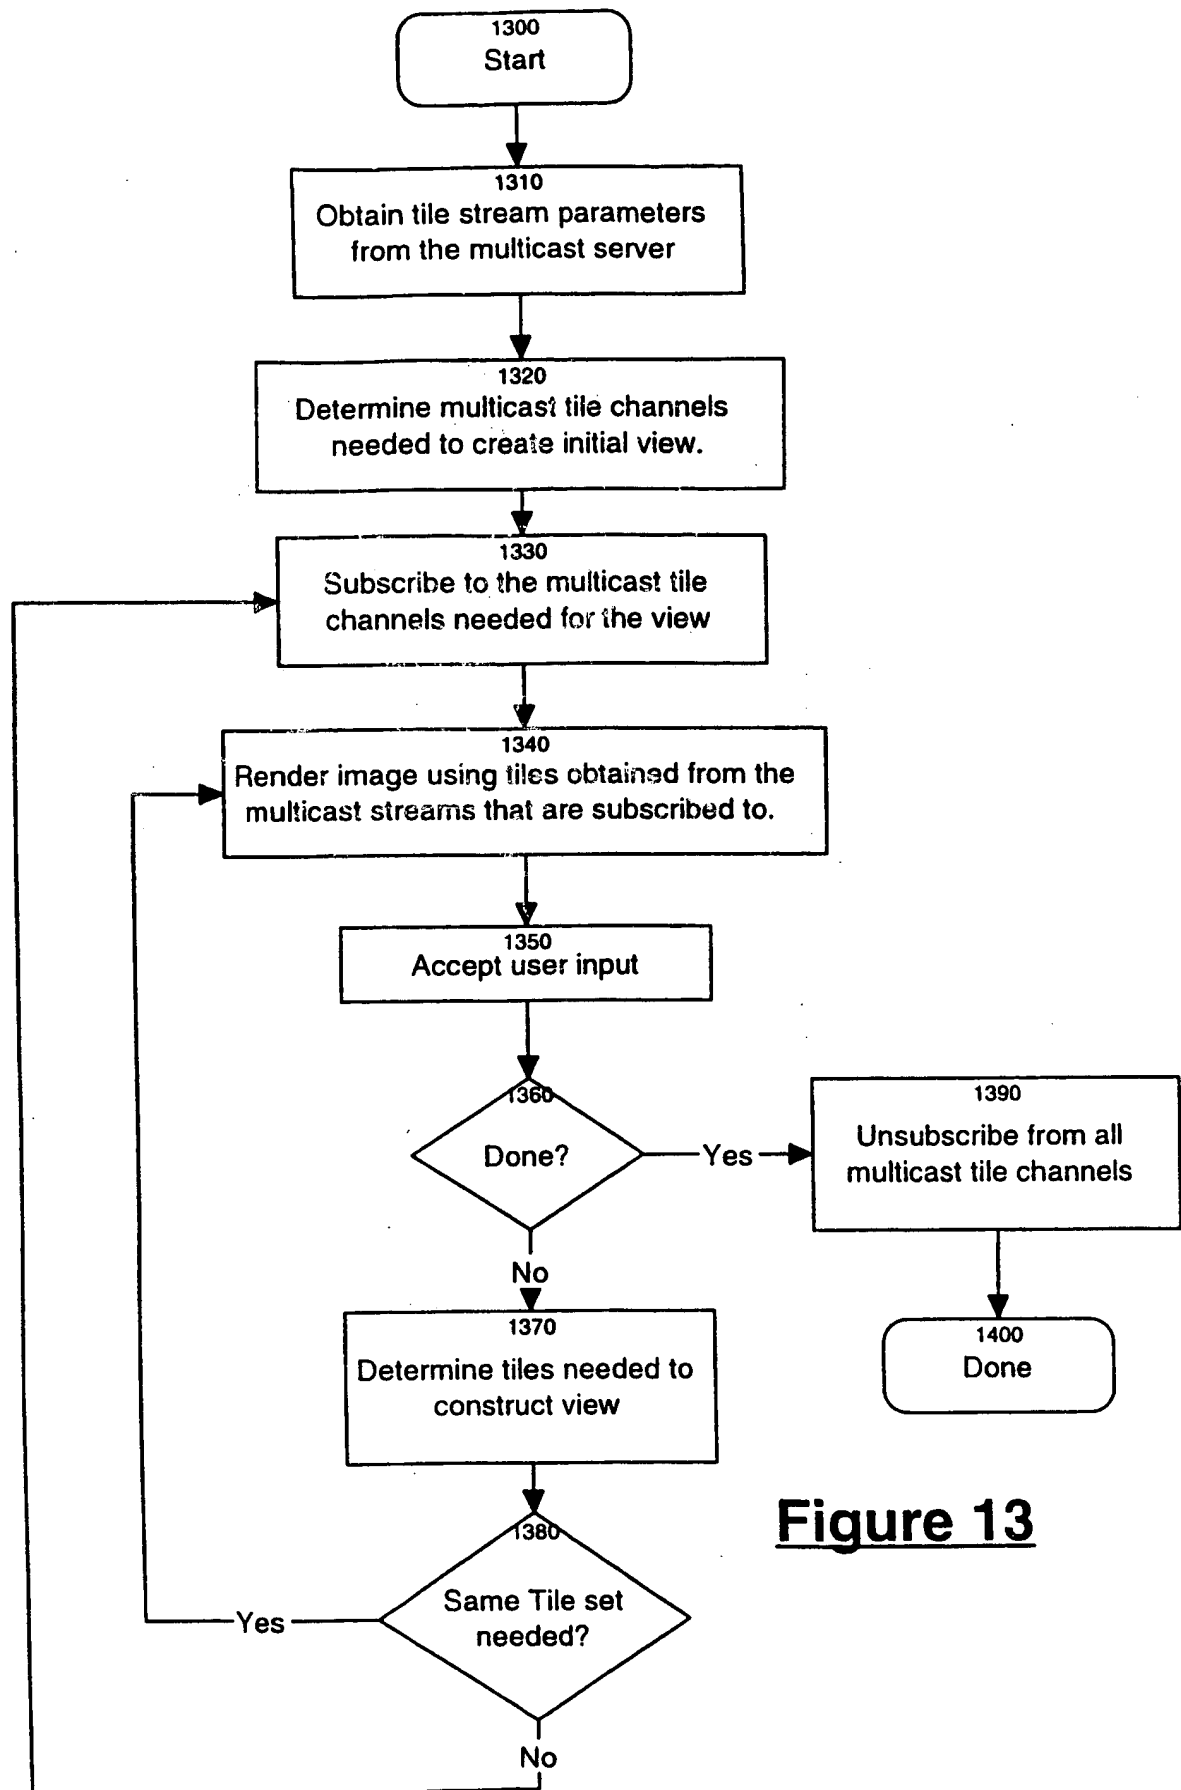 1300
Start
1310
Obtain tile stream parameters
from the multicast server
1320
Determine multicast tile channels
needed to create initial view.
1330
Subscribe to the multicast tile
channels needed for the view
1340
Render image using tiles obtained from the
multicast streams that are subscribed to.
1350
Accept user input
1360
Done?
Yes
1390
Unsubscribe from all
multicast tile channels
No
1370
Determine tiles needed to
construct view
1400
Done
Figure 13
1380
Same Tile set
needed?
Yes
No